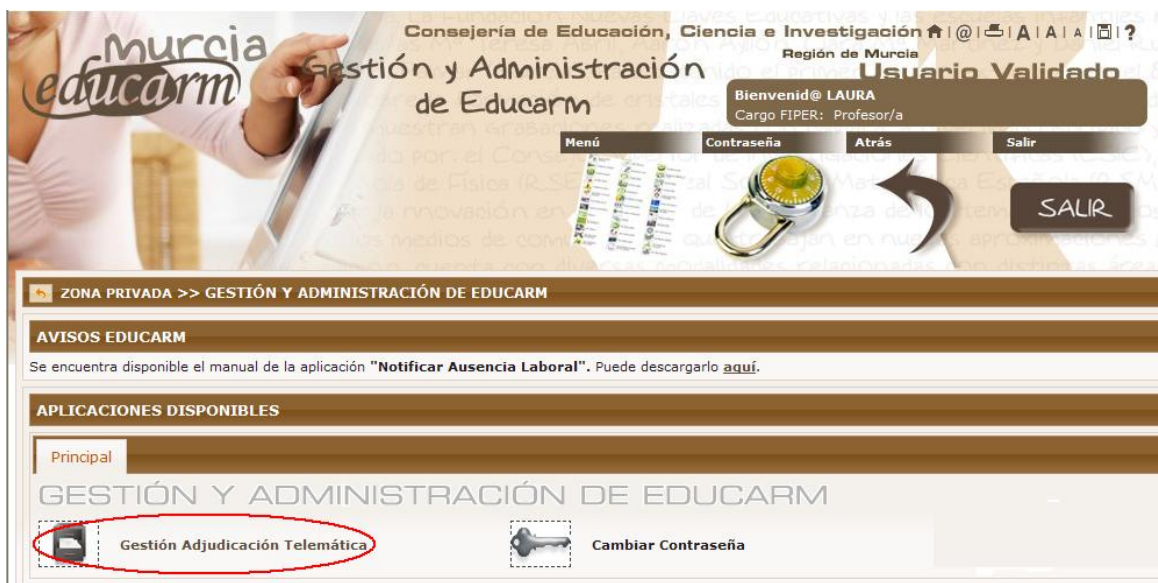 murcia
educarm
Consejería de Educación, Ciencia e Investigación
|@| |A|A|A| |?
Región de Murcia
Gestión y Administración
de Educarm
Usuario Validado
Bienvenid@ LAURA
Cargo FIPER: Profesor/a
Menú Contraseña Atrás Salir
SALIR
ZONA PRIVADA >> GESTIÓN Y ADMINISTRACIÓN DE EDUCARM
AVISOS EDUCARM
Se encuentra disponible el manual de la aplicación "Notificar Ausencia Laboral". Puede descargarlo aquí.
APLICACIONES DISPONIBLES
Principal
GESTIÓN Y ADMINISTRACIÓN DE EDUCARM
Gestión Adjudicación Telemática Cambiar Contraseña